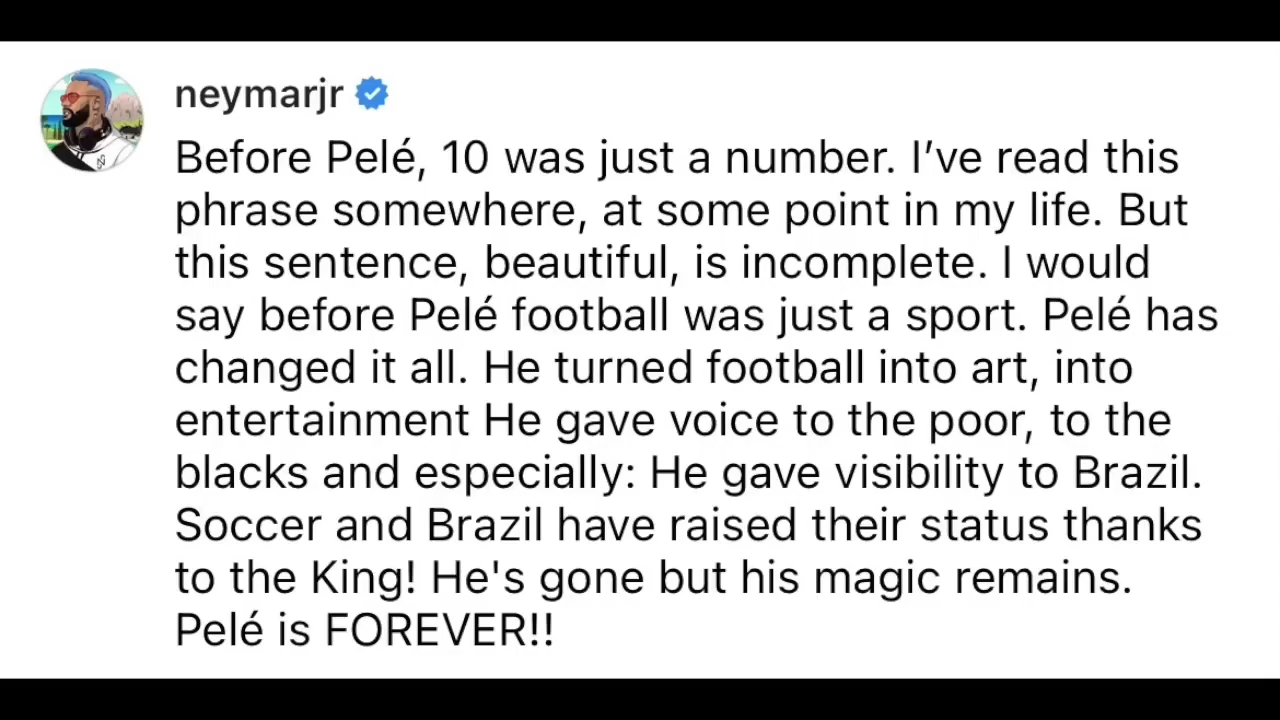 neymarjr
Before Pelé, 10 was just a number. I’ve read this
phrase somewhere, at some point in my life. But
this sentence, beautiful, is incomplete. I would
say before Pelé football was just a sport. Pelé has
changed it all. He turned football into art, into
entertainment He gave voice to the poor, to the
blacks and especially: He gave visibility to Brazil.
Soccer and Brazil have raised their status thanks
to the King! He's gone but his magic remains.
Pelé is FOREVER!!